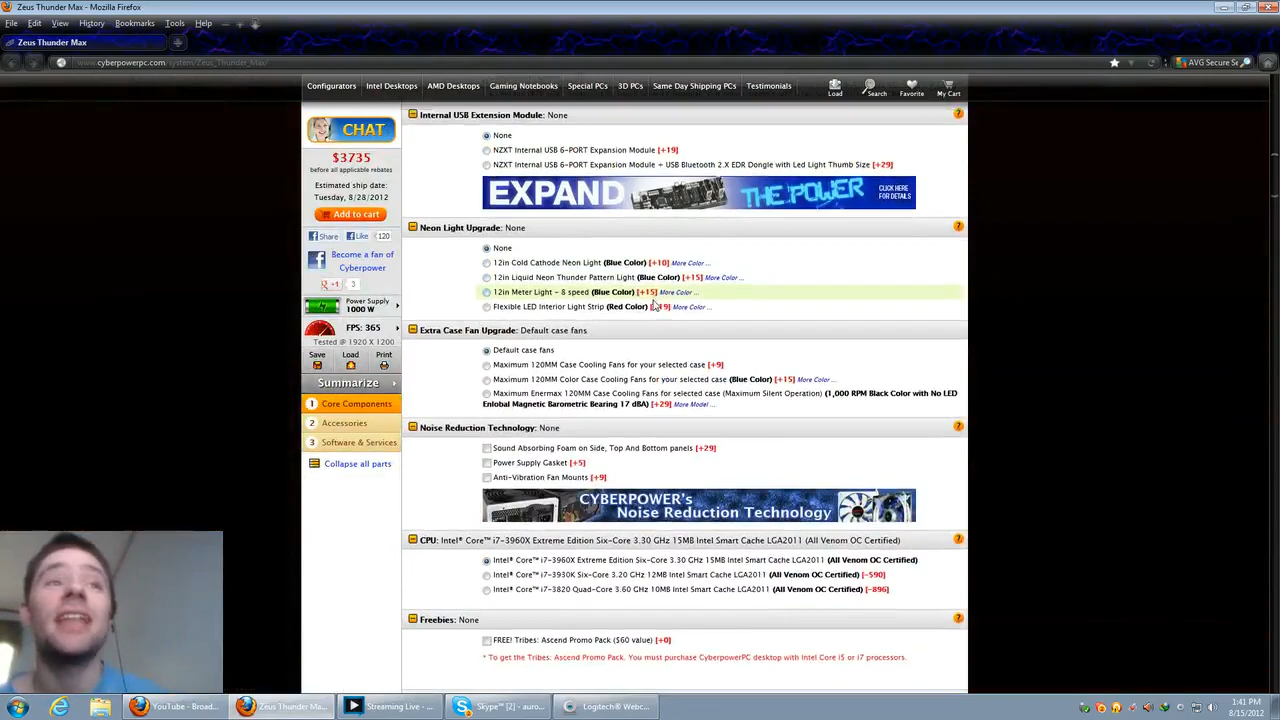 Zeus Thunder Max - Mozilla Firefox
File Edit View History Bookmarks Tools Help
Zeus Thunder Max
www.cyberpowerpc.com/system/Zeus_Thunder_Max/
AVG Secure Se
Configurators Intel Desktops AMD Desktops Gaming Notebooks Special PCs 3D PCs Same Day Shipping PCs Testimonials
Load Search Favorite My Cart
CHAT
$3735
before all applicable rebates
Estimated ship date:
Tuesday, 8/28/2012
Add to cart
Share Like 120
Become a fan of
Cyberpower
+1 3
Power Supply
1000 W
FPS: 365
Tested @ 1920 X 1200
Save Load Print
Summarize
1 Core Components
2 Accessories
3 Software & Services
Collapse all parts
Internal USB Extension Module: None
None
NZXT Internal USB 6-PORT Expansion Module [+19]
NZXT Internal USB 6-PORT Expansion Module + USB Bluetooth 2.X EDR Dongle with Led Light Thumb Size [+29]
EXPAND THE POWER CLICK HERE
FOR DETAILS
Neon Light Upgrade: None
None
12in Cold Cathode Neon Light (Blue Color) [+10] More Color ...
12in Liquid Neon Thunder Pattern Light (Blue Color) [+15] More Color ...
12in Meter Light - 8 speed (Blue Color) [+15] More Color ...
Flexible LED Interior Light Strip (Red Color) [+19] More Color ...
Extra Case Fan Upgrade: Default case fans
Default case fans
Maximum 120MM Case Cooling Fans for your selected case [+9]
Maximum 120MM Color Case Cooling Fans for your selected case (Blue Color) [+15] More Color ...
Maximum Enermax 120MM Case Cooling Fans for selected case (Maximum Silent Operation) (1,000 RPM Black Color with No LED
Enlobal Magnetic Barometric Bearing 17 dBA) [+29] More Model ...
Noise Reduction Technology: None
Sound Absorbing Foam on Side, Top And Bottom panels [+29]
Power Supply Gasket [+5]
Anti-Vibration Fan Mounts [+9]
CYBERPOWER's
Noise Reduction Technology
CPU: Intel® Core™ i7-3960X Extreme Edition Six-Core 3.30 GHz 15MB Intel Smart Cache LGA2011 (All Venom OC Certified)
Intel® Core™ i7-3960X Extreme Edition Six-Core 3.30 GHz 15MB Intel Smart Cache LGA2011 (All Venom OC Certified)
Intel® Core™ i7-3930K Six-Core 3.20 GHz 12MB Intel Smart Cache LGA2011 (All Venom OC Certified) [-590]
Intel® Core™ i7-3820 Quad-Core 3.60 GHz 10MB Intel Smart Cache LGA2011 (All Venom OC Certified) [-896]
Freebies: None
FREE! Tribes: Ascend Promo Pack ($60 value) [+0]
* To get the Tribes: Ascend Promo Pack. You must purchase CyberpowerPC desktop with Intel Core i5 or i7 processors.
YouTube - Broad... Zeus Thunder Ma... Streaming Live - ... Skype™ [2] - auro... Logitech® Webc...
1:41 PM
8/15/2012